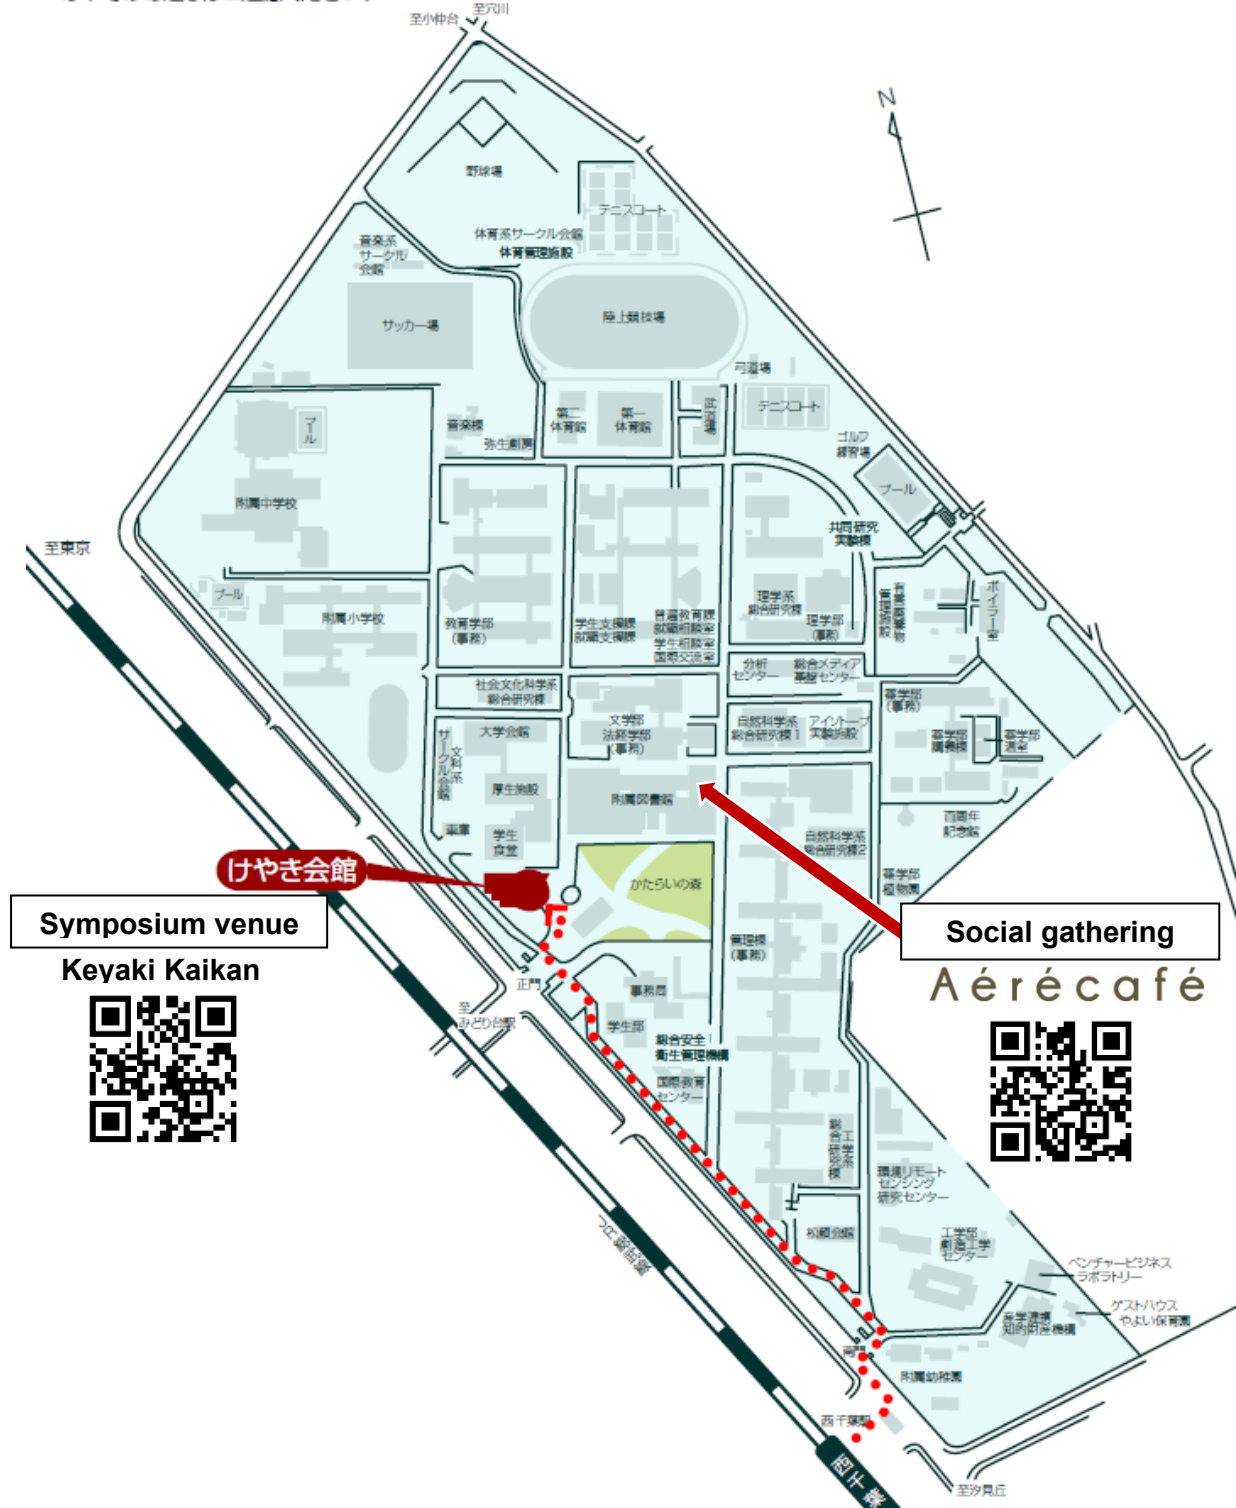 至穴川
至小仲台
N
野球場
テニスコート
体育系サークル会館
体育管理施設
音楽系
サークル
会館
サッカー場
陸上競技場
弓道場
テニスコート
プール
音楽棟
弥生劇房
第二
体育館
第一
体育館
武道場
ゴルフ
練習場
プール
附属中学校
共同研究
実験棟
至東京
プール
附属小学校
教育学部
(事務)
学生支援課
就職支援課
普遍教育課
就職相談室
学生相談室
国際交流室
理学系
総合研究棟
理学部
(事務)
ボイラー室
社会文化科学系
総合研究棟
分析
センター
総合メディア
基盤センター
薬学部
(事務)
大学会館
文学部
法経学部
(事務)
自然科学系
総合研究棟1
アイソトープ
実験施設
薬学部
講義棟
薬学部
温室
文科系
サークル会館
厚生施設
附属図書館
車庫
学生
食堂
自然科学系
総合研究棟2
百周年
記念館
けやき会館
かたらいの森
薬学部
植物園
Symposium venue
Keyaki Kaikan
Social gathering
Aérécafé
管理棟
(事務)
正門
事務局
至
みどり台駅
学生部
総合安全
衛生管理機構
国際教育
センター
工学系
総合研究棟
環境リモート
センシング
研究センター
松韻会館
工学部
創造工学
センター
JR総武線
ベンチャービジネス
ラボラトリー
ゲストハウス
やよい保育園
産学連携
知的財産機構
南門
附属幼稚園
西千葉駅
西千葉
至汐見丘